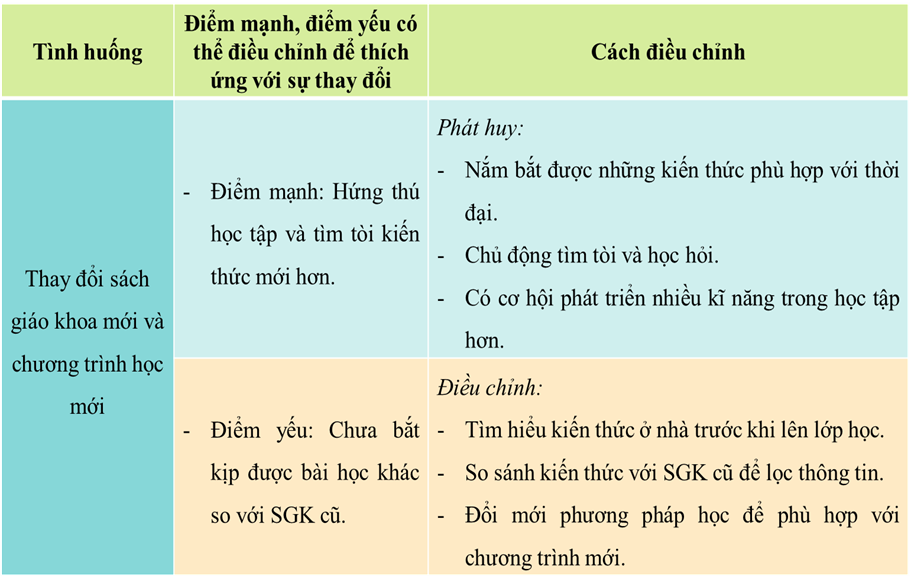 Tình huống
Điểm mạnh, điểm yếu có
thể điều chỉnh để thích
ứng với sự thay đổi
Cách điều chỉnh
Thay đổi sách
giáo khoa mới và
chương trình học
mới
- Điểm mạnh: Hứng thú
học tập và tìm tòi kiến
thức mới hơn.
Phát huy:
- Nắm bắt được những kiến thức phù hợp với thời
đại.
- Chủ động tìm tòi và học hỏi.
- Có cơ hội phát triển nhiều kĩ năng trong học tập
hơn.
- Điểm yếu: Chưa bắt
kịp được bài học khác
so với SGK cũ.
Điều chỉnh:
- Tìm hiểu kiến thức ở nhà trước khi lên lớp học.
- So sánh kiến thức với SGK cũ để lọc thông tin.
- Đổi mới phương pháp học để phù hợp với
chương trình mới.